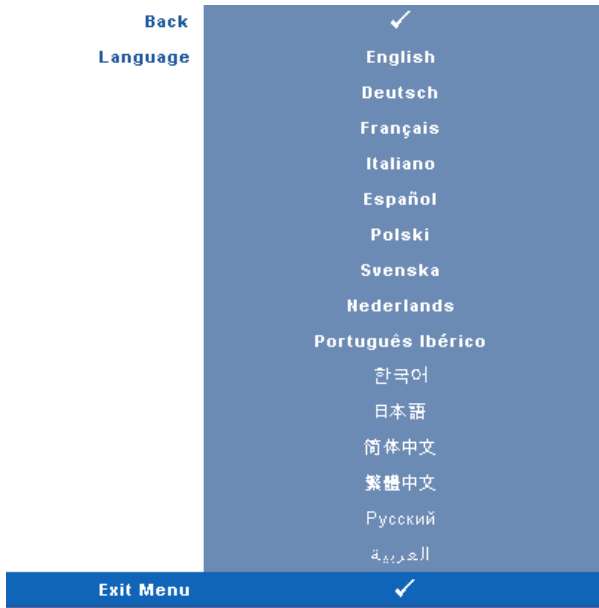 Back ✓
Language English
Deutsch
Français
Italiano
Español
Polski
Svenska
Nederlands
Português Ibérico
한국어
日本語
简体中文
繁體中文
Русский
العربية
Exit Menu ✓